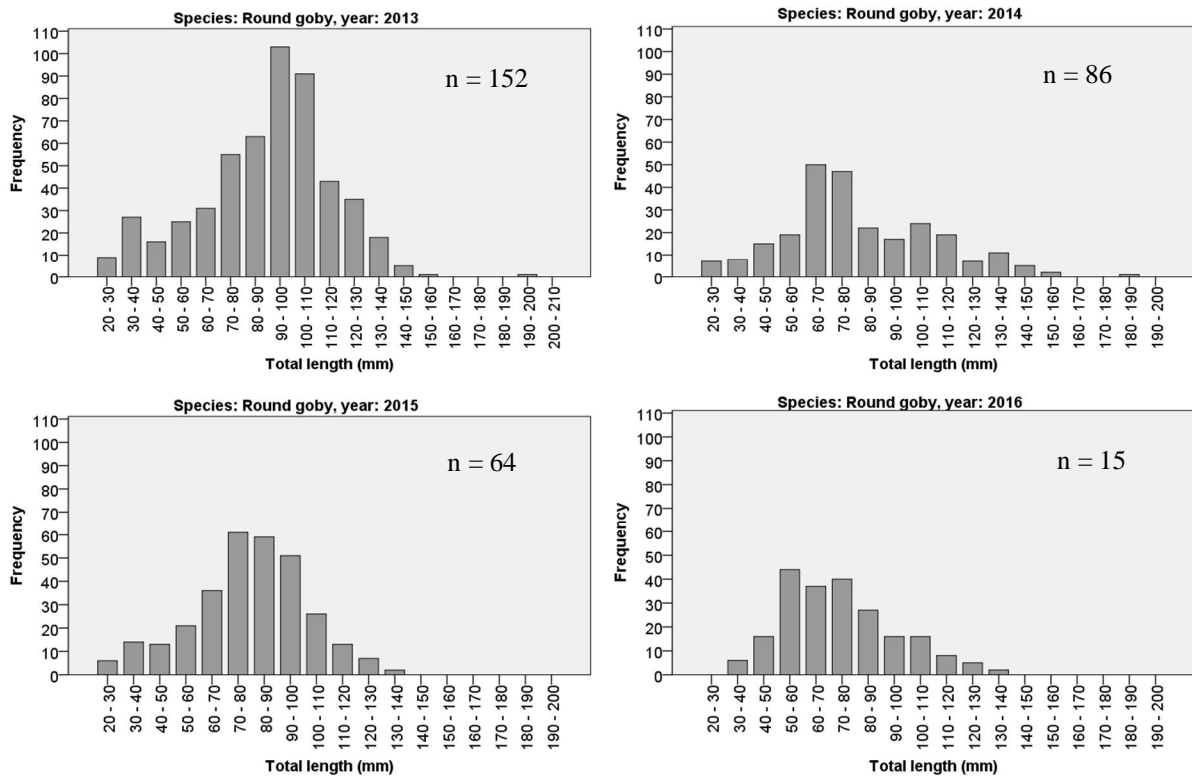 Species: Round goby, year: 2013
n = 152
Frequency
110
100
90
80
70
60
50
40
30
20
10
0
20 - 30
30 - 40
40 - 50
50 - 60
60 - 70
70 - 80
80 - 90
90 - 100
100 - 110
110 - 120
120 - 130
130 - 140
140 - 150
150 - 160
160 - 170
170 - 180
180 - 190
190 - 200
200 - 210
Total length (mm)
Species: Round goby, year: 2014
n = 86
Frequency
110
100
90
80
70
60
50
40
30
20
10
0
20 - 30
30 - 40
40 - 50
50 - 60
60 - 70
70 - 80
80 - 90
90 - 100
100 - 110
110 - 120
120 - 130
130 - 140
140 - 150
150 - 160
160 - 170
170 - 180
180 - 190
190 - 200
Total length (mm)
Species: Round goby, year: 2015
n = 64
Frequency
110
100
90
80
70
60
50
40
30
20
10
0
20 - 30
30 - 40
40 - 50
50 - 60
60 - 70
70 - 80
80 - 90
90 - 100
100 - 110
110 - 120
120 - 130
130 - 140
140 - 150
150 - 160
160 - 170
170 - 180
180 - 190
190 - 200
Total length (mm)
Species: Round goby, year: 2016
n = 15
Frequency
110
100
90
80
70
60
50
40
30
20
10
0
20 - 30
30 - 40
40 - 50
50 - 60
60 - 70
70 - 80
80 - 90
90 - 100
100 - 110
110 - 120
120 - 130
130 - 140
140 - 150
150 - 160
160 - 170
170 - 180
180 - 190
190 - 200
Total length (mm)